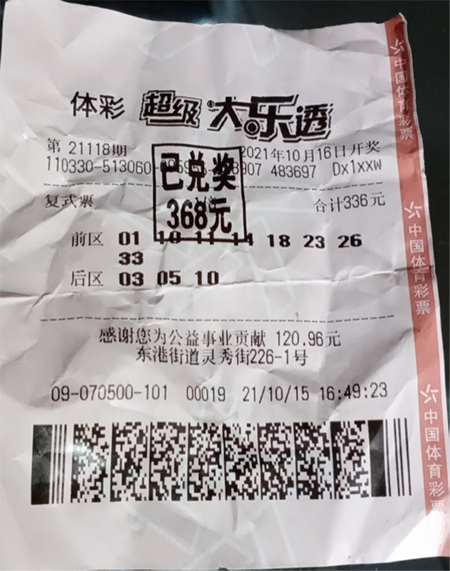 体彩 超级大乐透
第 21118期 2021年10月16日开奖
110330-513060 907 483697 Dx1xxW
已兑奖
368元
复式票 合计336元
前区 01 10 11 14 18 23 26
33
后区 03 05 10
感谢您为公益事业贡献 120.96元
东港街道灵秀街226-1号
09-070500-101 00019 21/10/15 16:49:23
中国体育彩票
中国体育彩票
中国体育彩票